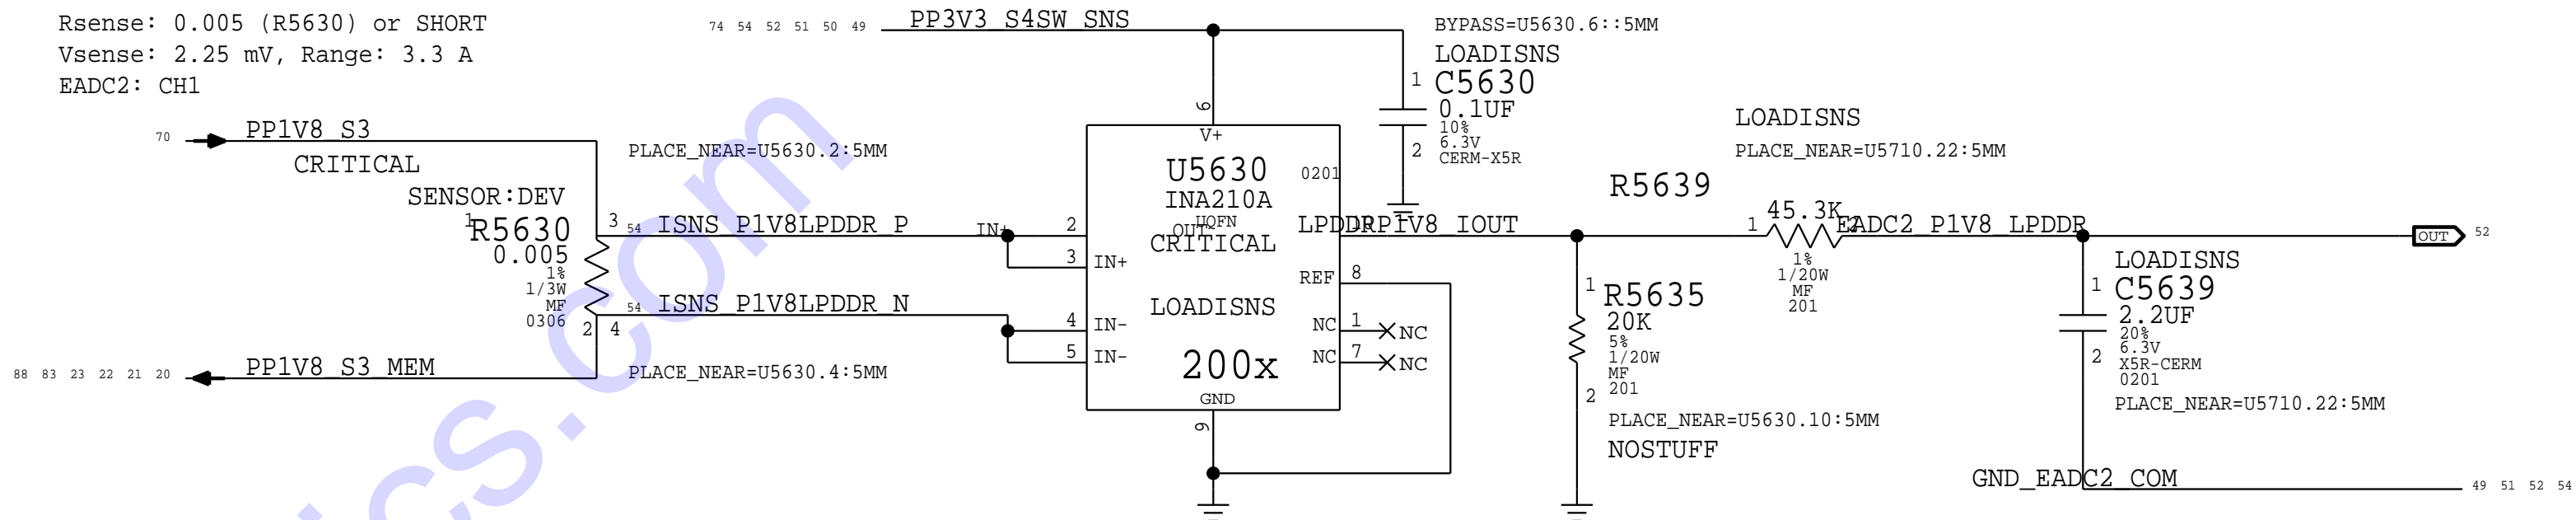 Rsense: 0.005 (R5630) or SHORT
Vsense: 2.25 mV, Range: 3.3 A
EADC2: CH1
74 54 52 51 50 49
PP3V3_S4SW_SNS
BYPASS=U5630.6::5MM
LOADISNS
1
C5630
0.1UF
10%
6.3V
2
CERM-X5R
0201
70
PP1V8_S3
CRITICAL
PLACE_NEAR=U5630.2:5MM
SENSOR:DEV
1
R5630
0.005
1%
1/3W
MF
0306
3
2 4
54
ISNS_P1V8LPDDR_P
54
ISNS_P1V8LPDDR_N
88 83 23 22 21 20
PP1V8_S3_MEM
PLACE_NEAR=U5630.4:5MM
6
V+
U5630
INA210A
UQFN
OUT
CRITICAL
LOADISNS
200x
GND
9
IN+
2
3
IN+
4
IN-
5
IN-
10
REF
8
NC
1
NC
NC
7
NC
LPDDRP1V8_IOUT
1
R5635
20K
5%
1/20W
MF
201
2
PLACE_NEAR=U5630.10:5MM
NOSTUFF
LOADISNS
PLACE_NEAR=U5710.22:5MM
R5639
1
45.3K
2
1%
1/20W
MF
201
EADC2_P1V8_LPDDR
OUT
52
LOADISNS
1
C5639
2.2UF
20%
6.3V
2
X5R-CERM
0201
PLACE_NEAR=U5710.22:5MM
GND_EADC2_COM
49 51 52 54
ics.com